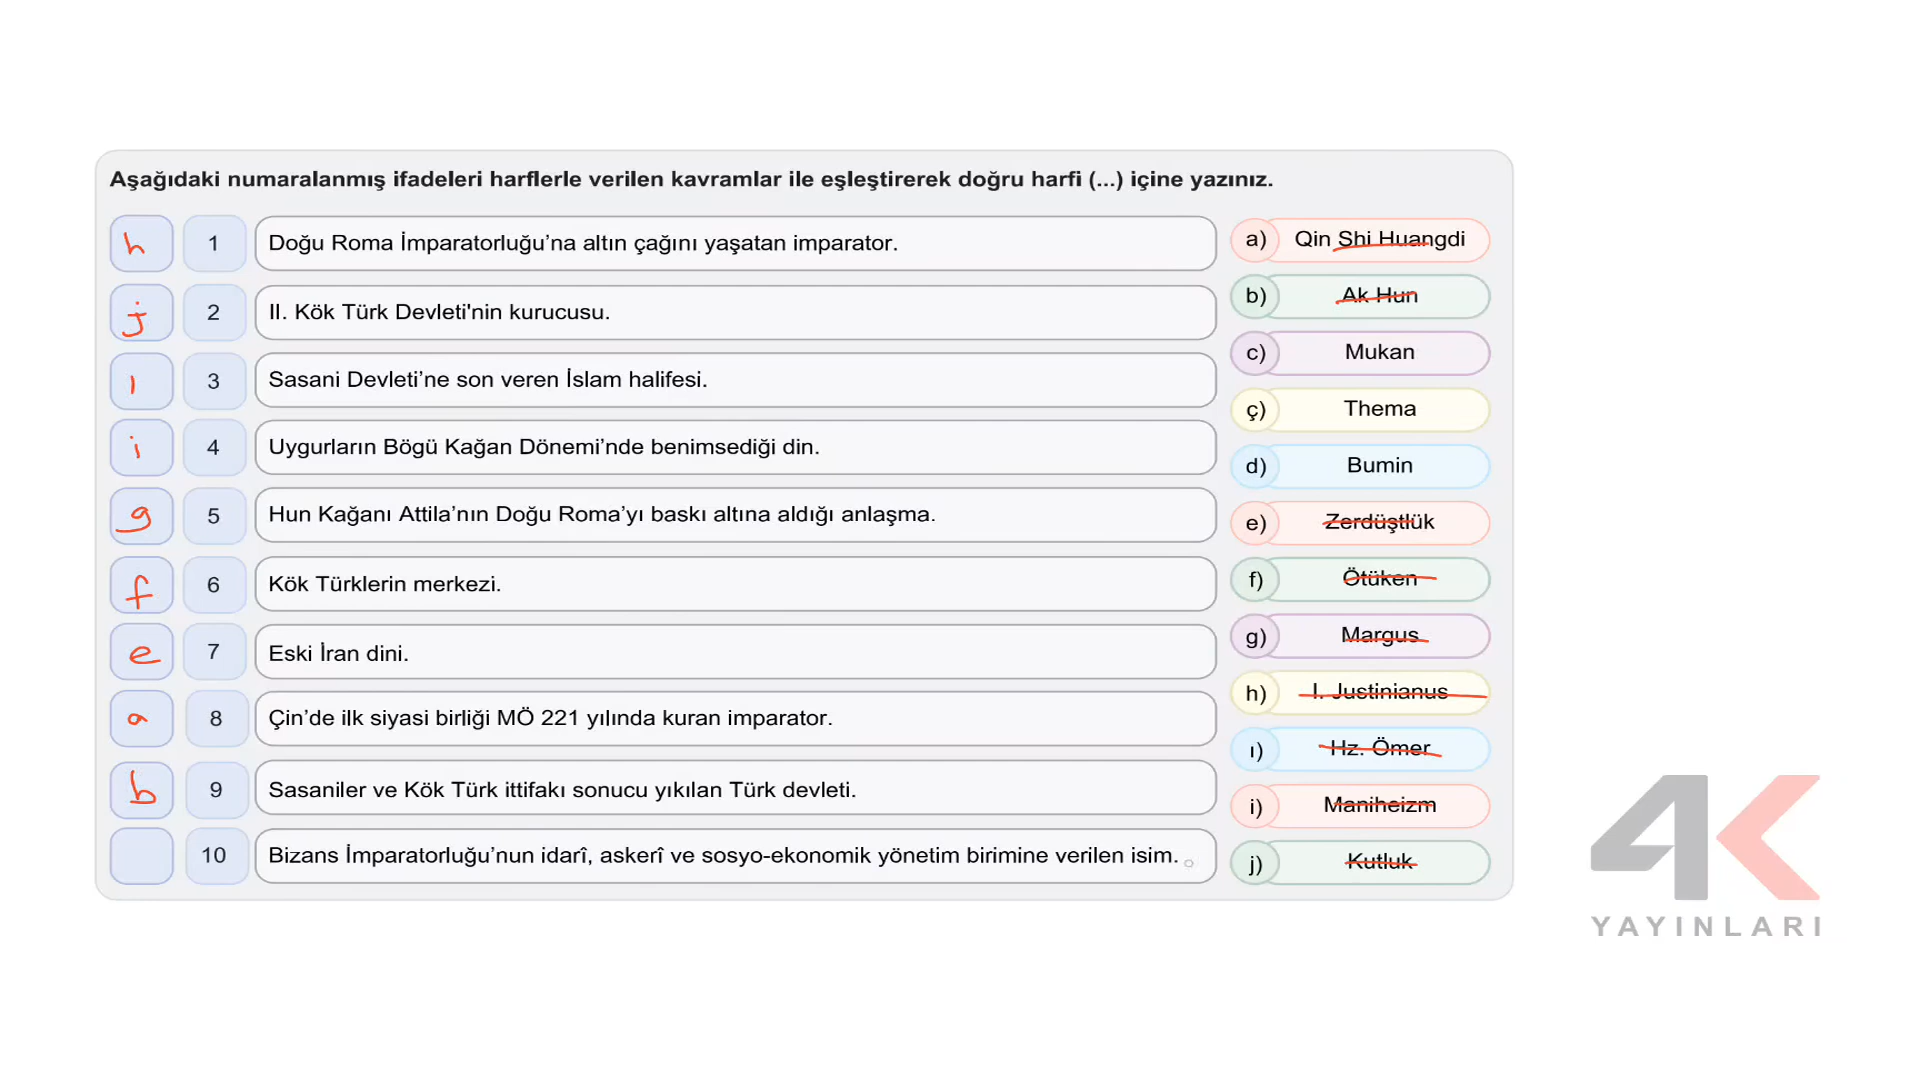 Aşağıdaki numaralanmış ifadeleri harflerle verilen kavramlar ile eşleştirerek doğru harfi (...) içine yazınız.
h 1 Doğu Roma İmparatorluğu’na altın çağını yaşatan imparator.
j 2 II. Kök Türk Devleti'nin kurucusu.
ı 3 Sasani Devleti’ne son veren İslam halifesi.
i 4 Uygurların Bögü Kağan Dönemi’nde benimsediği din.
g 5 Hun Kağanı Attila’nın Doğu Roma’yı baskı altına aldığı anlaşma.
f 6 Kök Türklerin merkezi.
e 7 Eski İran dini.
a 8 Çin’de ilk siyasi birliği MÖ 221 yılında kuran imparator.
b 9 Sasaniler ve Kök Türk ittifakı sonucu yıkılan Türk devleti.
10 Bizans İmparatorluğu’nun idarî, askerî ve sosyo-ekonomik yönetim birimine verilen isim.
a) Qin Shi Huangdi
b) Ak Hun
c) Mukan
ç) Thema
d) Bumin
e) Zerdüştlük
f) Ötüken
g) Margus
h) I. Justinianus
ı) Hz. Ömer
i) Maniheizm
j) Kutluk
4K
YAYINLARI